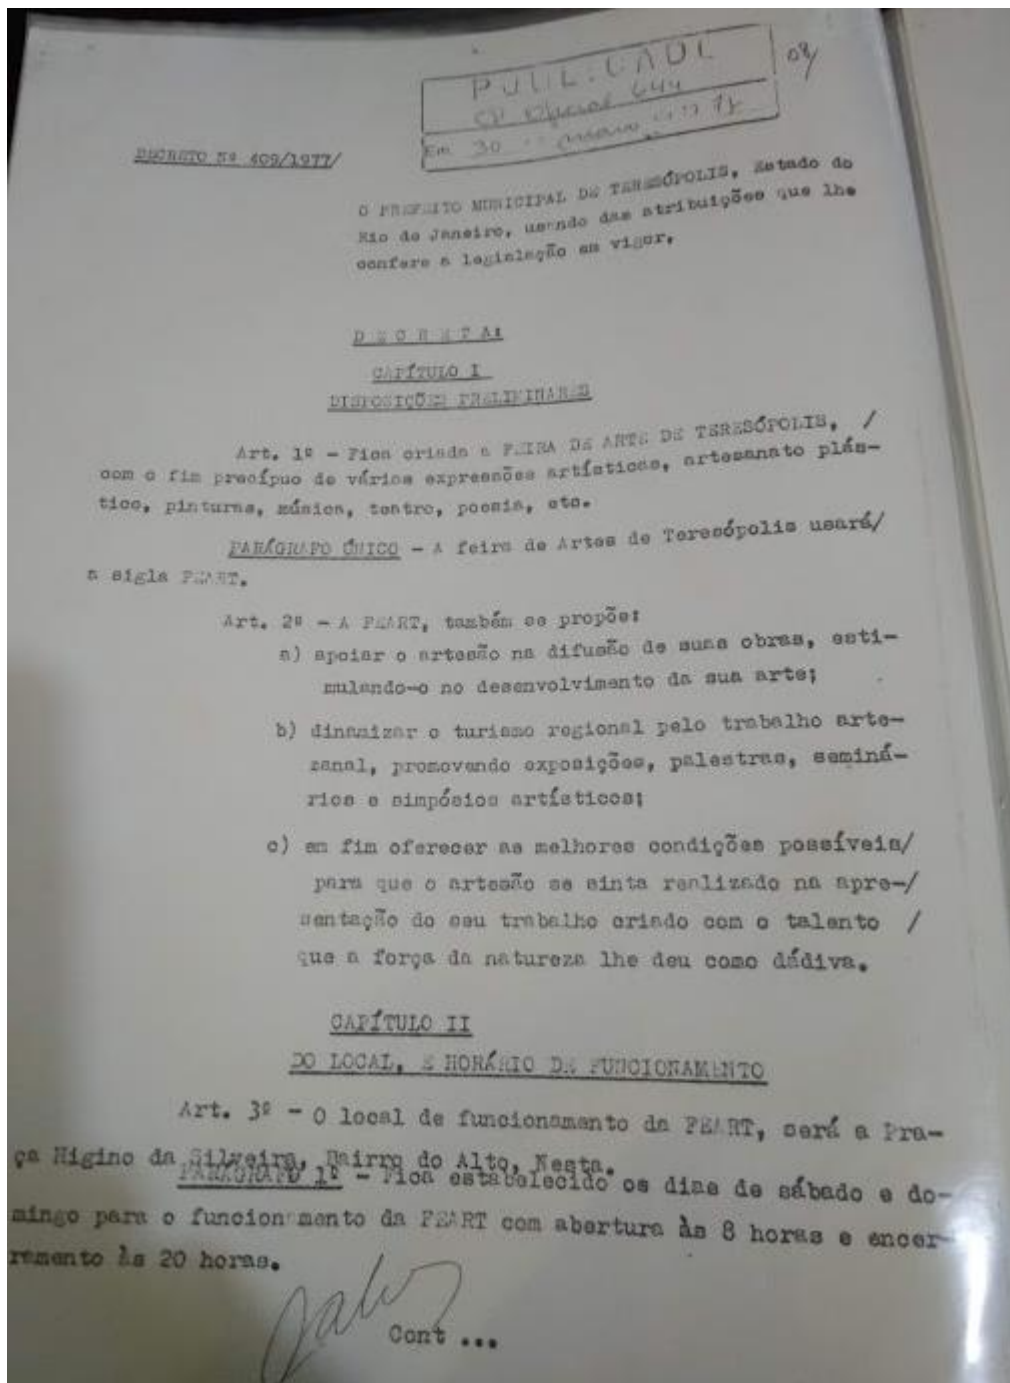 PUBLICADO
Oficial 644
Em 30
08/
DECRETO Nº 409/1977/
O PREFEITO MUNICIPAL DE TERESÓPOLIS, Estado do
Rio de Janeiro, usando das atribuições que lhe
confere a legislação em vigor,
D E C R E T A:
CAPÍTULO I
DISPOSIÇÕES PRELIMINARES
Art. 1º - Fica criada a FEIRA DE ARTE DE TERESÓPOLIS, /
com o fim precípuo de várias expressões artísticas, artesanato plás-
tico, pinturas, música, teatro, poesia, etc.
PARÁGRAFO ÚNICO - A feira de Artes de Teresópolis usará/
a sigla FEART.
Art. 2º - A FEART, também se propõe:
a) apoiar o artesão na difusão de suas obras, esti-
mulando-o no desenvolvimento da sua arte;
b) dinamizar o turismo regional pelo trabalho arte-
zanal, promovendo exposições, palestras, seminá-
rios e simpósios artísticos;
c) em fim oferecer as melhores condições possíveis/
para que o artesão se sinta realizado na apre-/
sentação do seu trabalho criado com o talento /
que a força da natureza lhe deu como dádiva.
CAPÍTULO II
DO LOCAL, E HORÁRIO DE FUNCIONAMENTO
Art. 3º - O local de funcionamento da FEART, será a Pra-
ça Higino da Silveira, Bairro do Alto, Nesta.
PARÁGRAFO 1º - Fica estabelecido os dias de sábado e do-
mingo para o funcionamento da FEART com abertura às 8 horas e encer-
ramento às 20 horas.
Cont ...